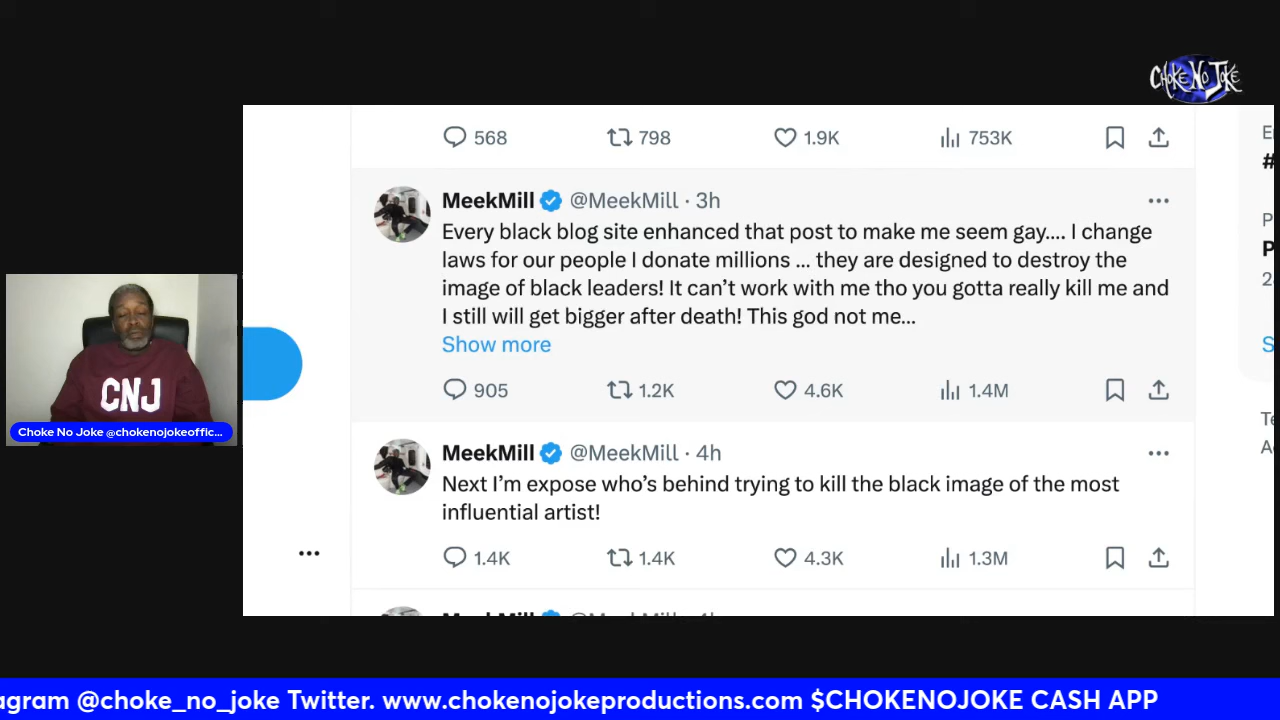 CHOKE NO JOKE
568 798 1.9K 753K
MeekMill @MeekMill · 3h
Every black blog site enhanced that post to make me seem gay.... I change
laws for our people I donate millions ... they are designed to destroy the
image of black leaders! It can’t work with me tho you gotta really kill me and
I still will get bigger after death! This god not me...
Show more
905 1.2K 4.6K 1.4M
MeekMill @MeekMill · 4h
Next I’m expose who’s behind trying to kill the black image of the most
influential artist!
1.4K 1.4K 4.3K 1.3M
#
CNJ
Choke No Joke @chokenojokeoffic...
agram @choke_no_joke Twitter. www.chokenojokeproductions.com $CHOKENOJOKE CASH APP